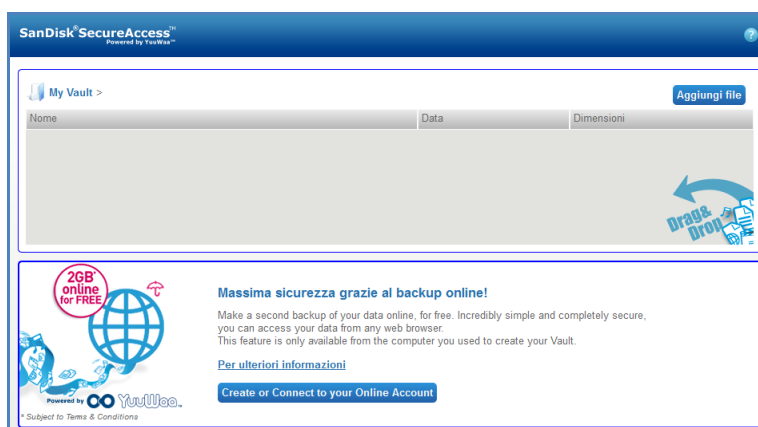 SanDisk® SecureAccess™
Powered by YuuWaa™
?
My Vault >
Aggiungi file
Nome Data Dimensioni
Drag&
Drop
2GB*
online
for FREE
Massima sicurezza grazie al backup online!
Make a second backup of your data online, for free. Incredibly simple and completely secure,
you can access your data from any web browser.
This feature is only available from the computer you used to create your Vault.
Per ulteriori informazioni
Create or Connect to your Online Account
Powered by YuuWaa™
* Subject to Terms & Conditions